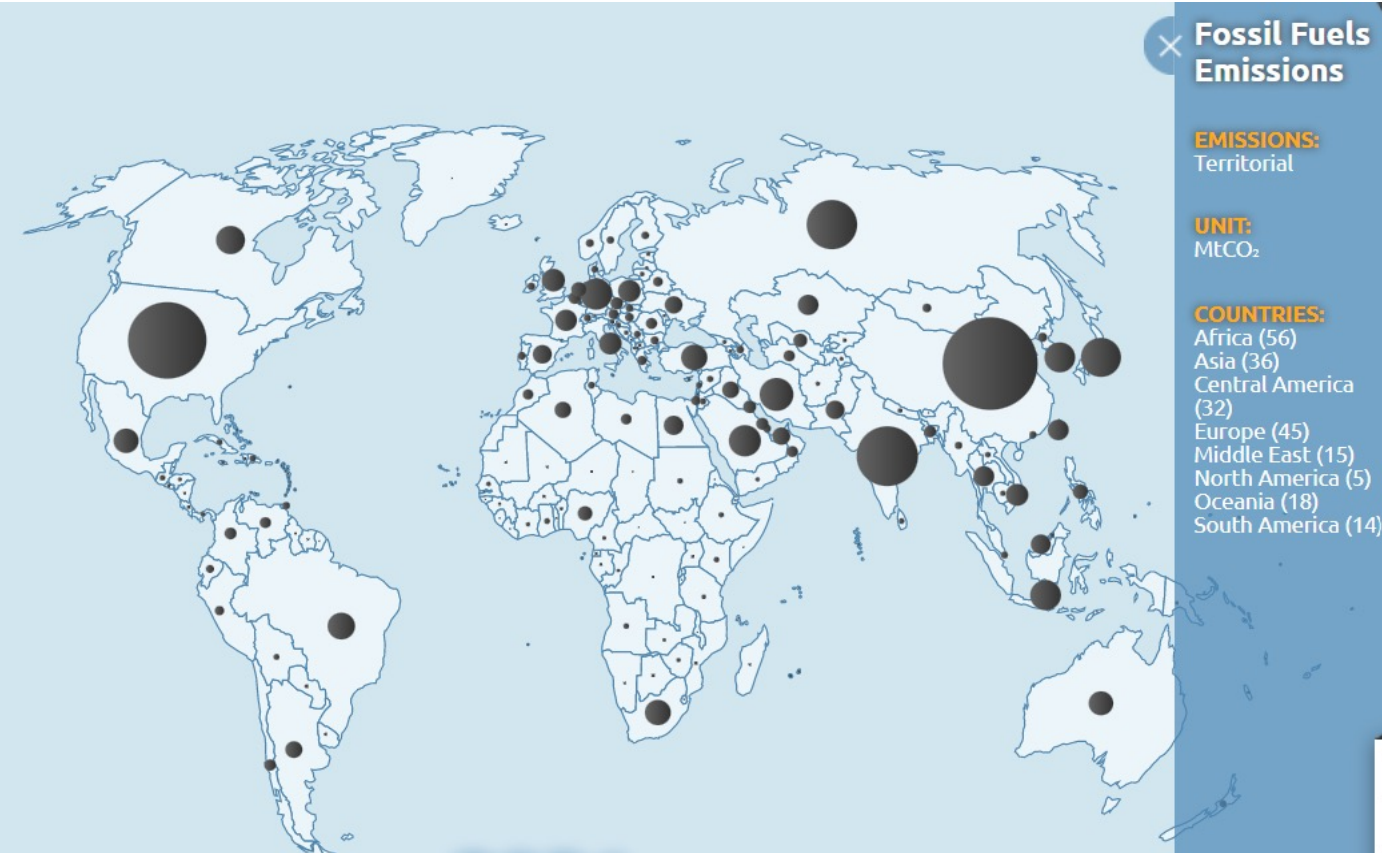 Fossil Fuels
Emissions
EMISSIONS:
Territorial
UNIT:
MtCO₂
COUNTRIES:
Africa (56)
Asia (36)
Central America
(32)
Europe (45)
Middle East (15)
North America (5)
Oceania (18)
South America (14)